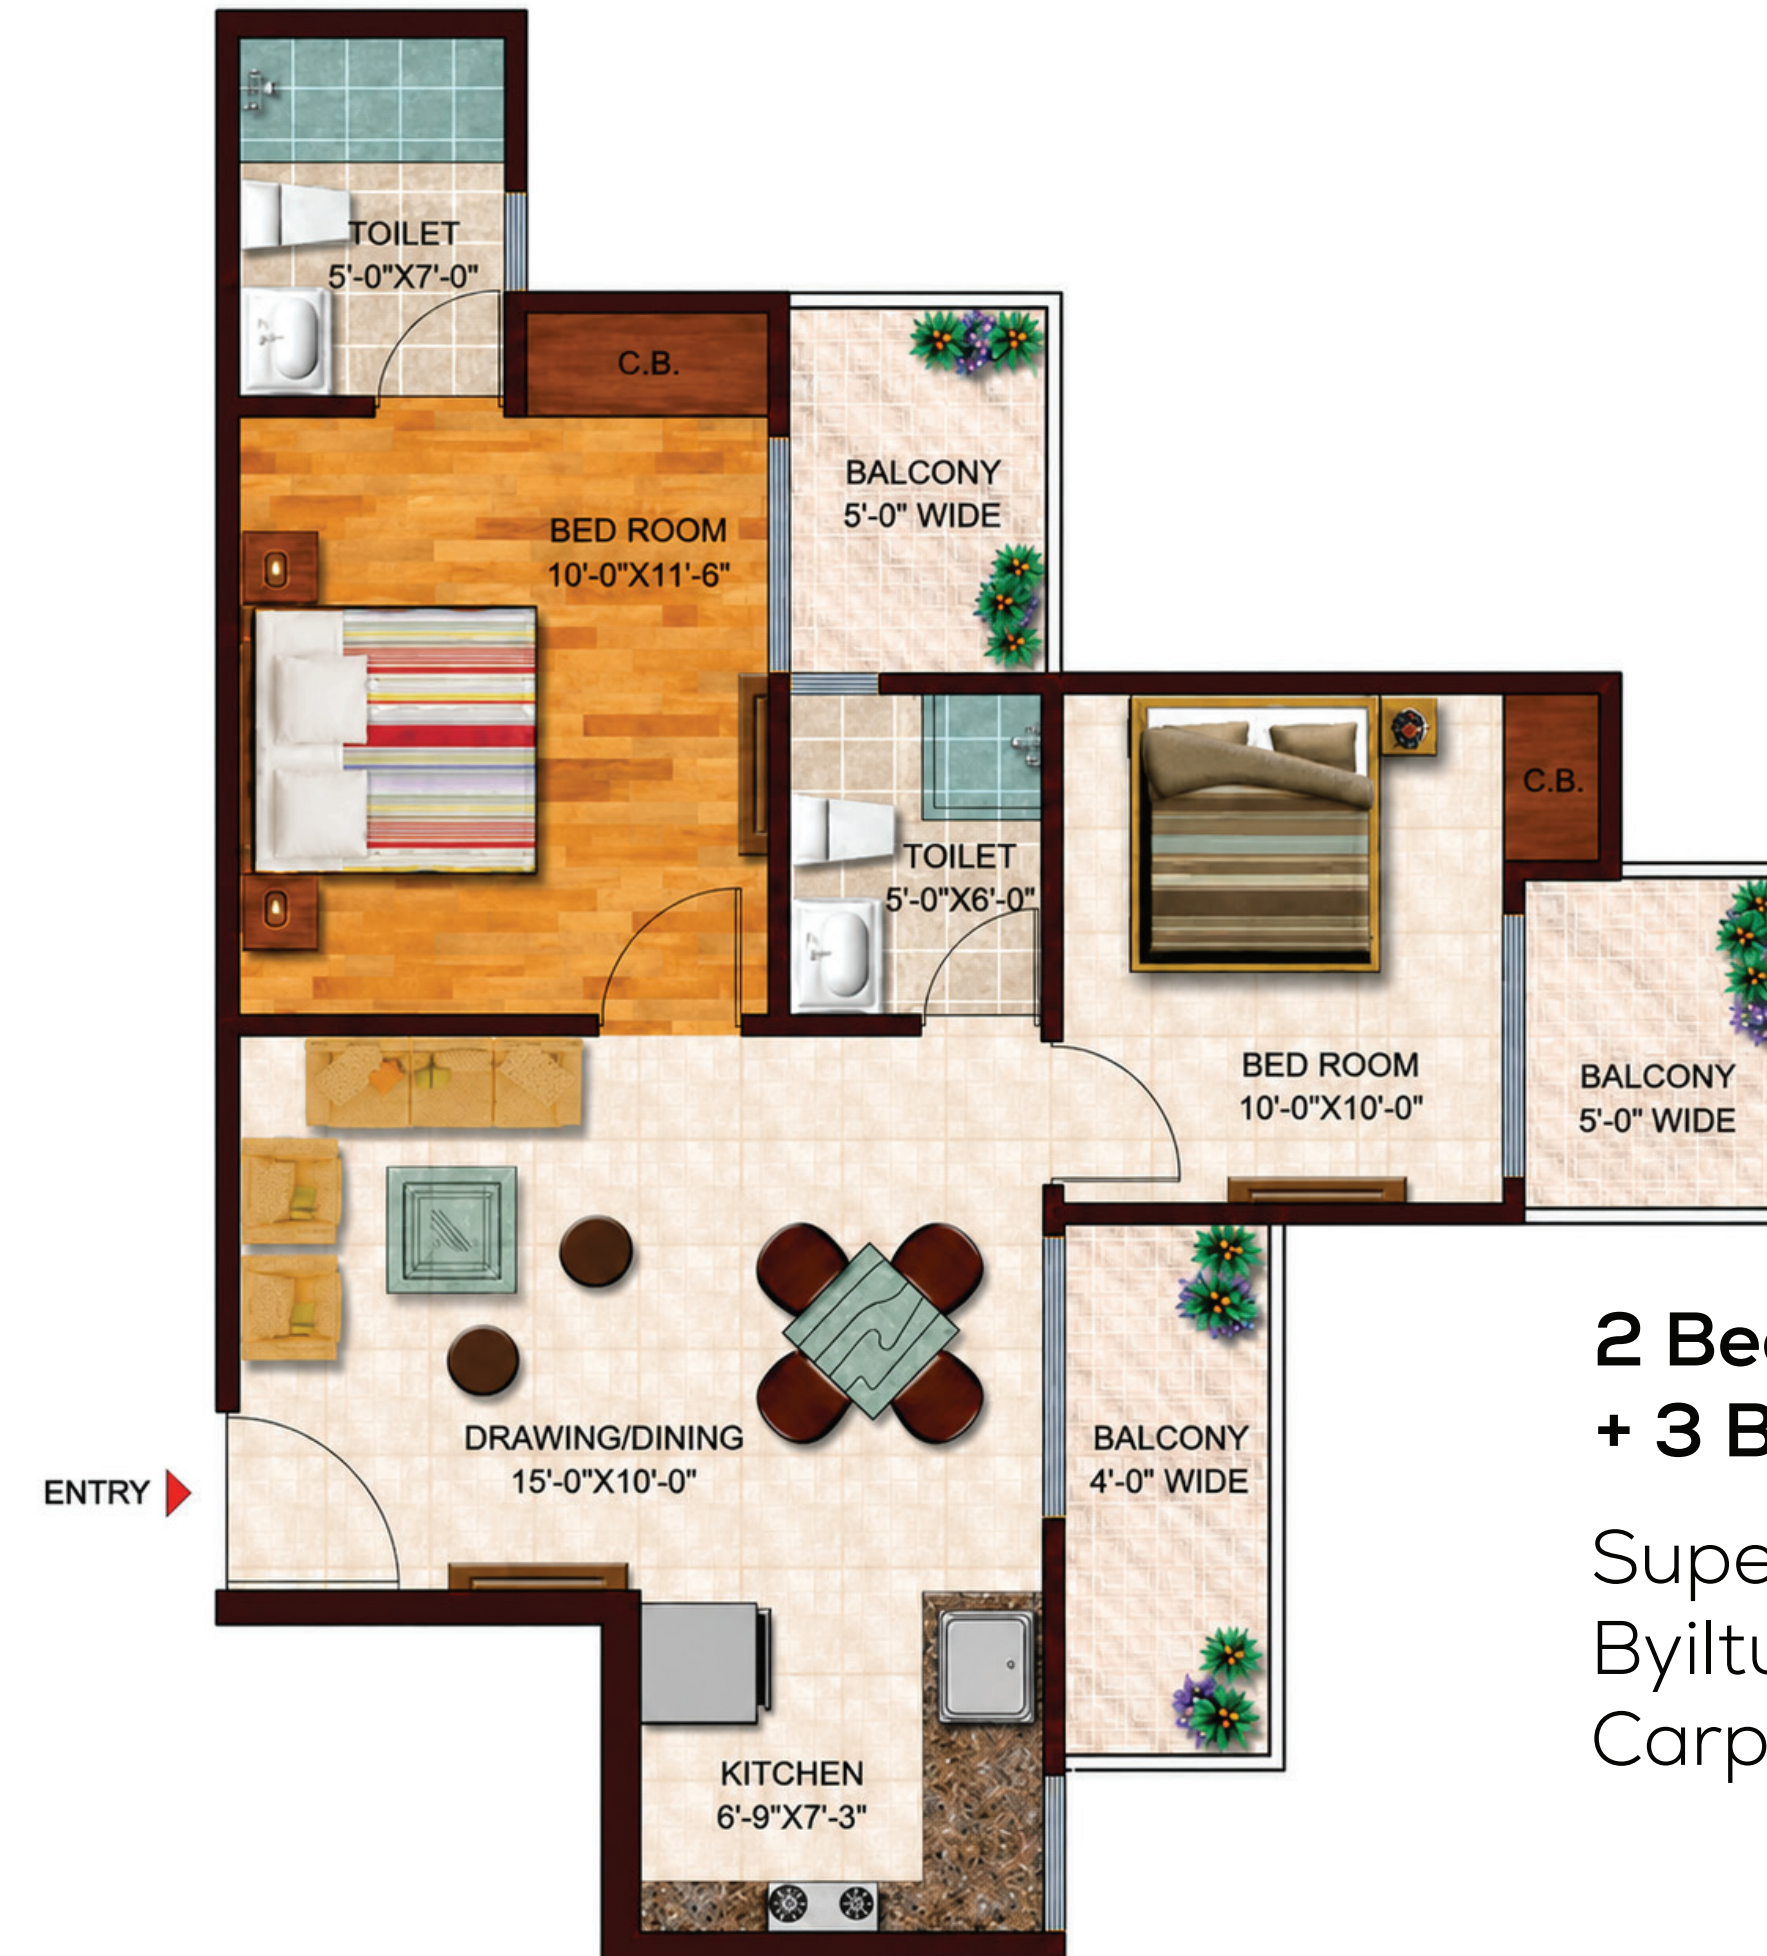 TOILET
5'-0"X7'-0"
C.B.
BALCONY
5'-0" WIDE
BED ROOM
10'-0"X11'-6"
C.B.
TOILET
5'-0"X6'-0"
BED ROOM
10'-0"X10'-0"
BALCONY
5'-0" WIDE
DRAWING/DINING
15'-0"X10'-0"
BALCONY
4'-0" WIDE
ENTRY
KITCHEN
6'-9"X7'-3"
2
+ 3